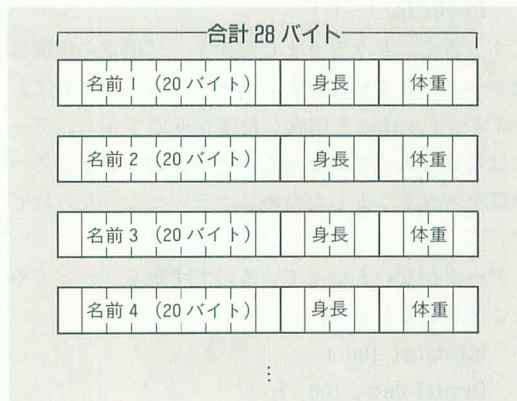 合計 28 バイト
名前 1 (20 バイト) 身長 体重
名前 2 (20 バイト) 身長 体重
名前 3 (20 バイト) 身長 体重
名前 4 (20 バイト) 身長 体重
⋮